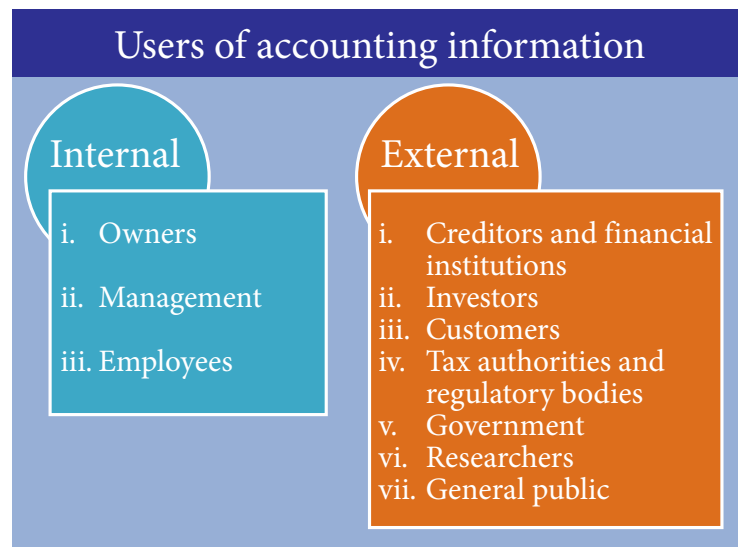 Users of accounting information
Internal
i. Owners
ii. Management
iii. Employees
External
i. Creditors and financial
institutions
ii. Investors
iii. Customers
iv. Tax authorities and
regulatory bodies
v. Government
vi. Researchers
vii. General public